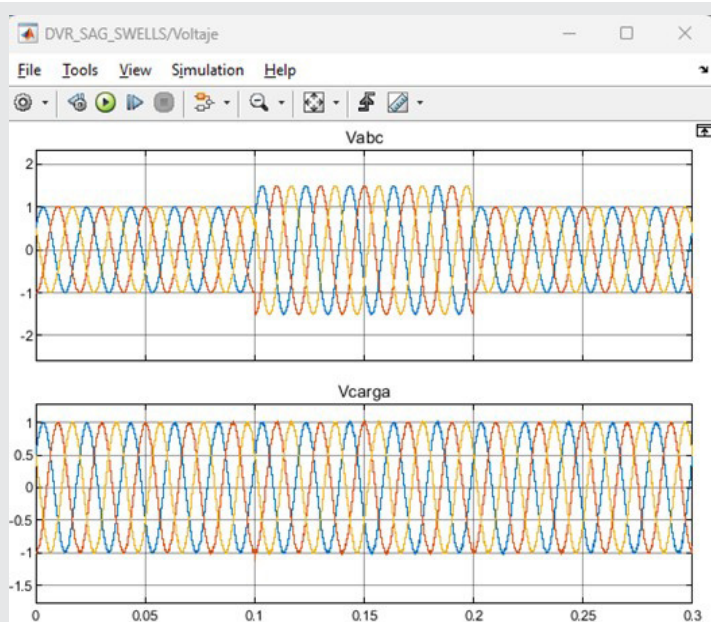 DVR_SAG_SWELLS/Voltaje
File Tools View Simulation Help
Vabc
2
1
0
-1
-2
Vcarga
1
0.5
0
-0.5
-1
-1.5
0 0.05 0.1 0.15 0.2 0.25 0.3